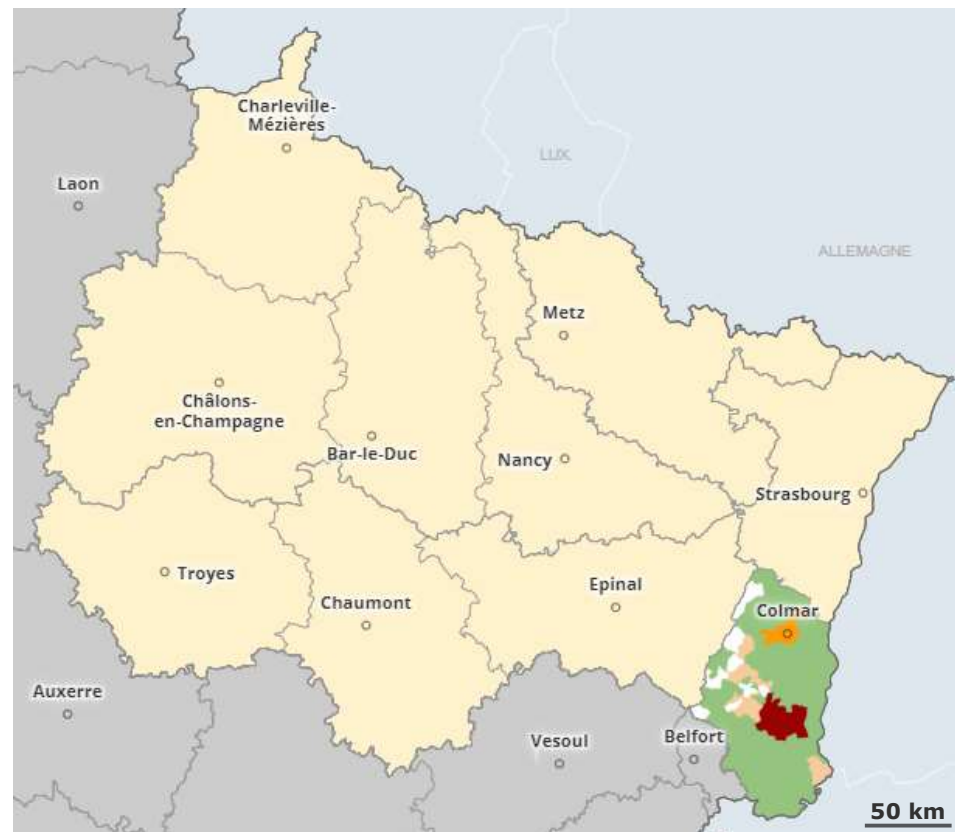 Charleville-
Mézières
LUX.
Laon
ALLEMAGNE
Metz
Châlons-
en-Champagne
Bar-le-Duc
Nancy
Strasbourg
Troyes
Epinal
Chaumont
Colmar
Auxerre
Vesoul
Belfort
50 km